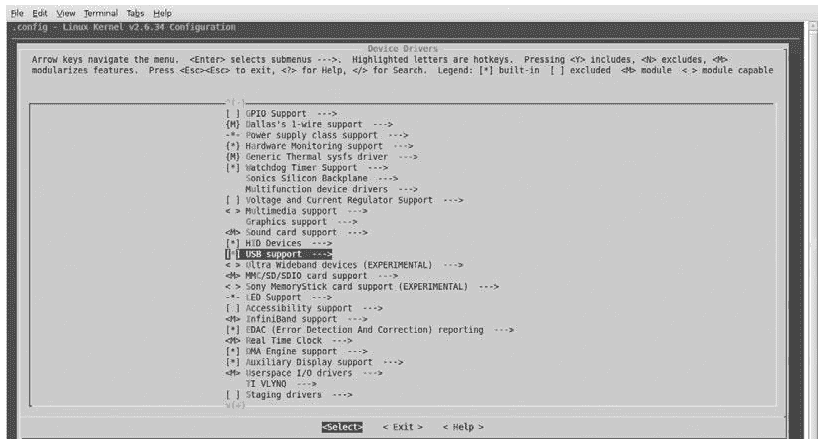 File Edit View Terminal Tabs Help
.config - Linux Kernel v2.6.34 Configuration
Device Drivers
Arrow keys navigate the menu. <Enter> selects submenus --->. Highlighted letters are hotkeys. Pressing <Y> includes, <N> excludes, <M>
modularizes features. Press <Esc><Esc> to exit, <?> for Help, </> for Search. Legend: [*] built-in [ ] excluded <M> module < > module capable
^(-)
[ ] GPIO Support --->
{M} Dallas's 1-wire support --->
-*- Power supply class support --->
{*} Hardware Monitoring support --->
{M} Generic Thermal sysfs driver --->
[*] Watchdog Timer Support --->
Sonics Silicon Backplane --->
Multifunction device drivers --->
[ ] Voltage and Current Regulator Support --->
< > Multimedia support --->
Graphics support --->
<M> Sound card support --->
[*] HID Devices --->
[*] USB support --->
< > Ultra Wideband devices (EXPERIMENTAL) --->
<M> MMC/SD/SDIO card support --->
< > Sony MemoryStick card support (EXPERIMENTAL) --->
-*- LED Support --->
[ ] Accessibility support --->
<M> InfiniBand support --->
[*] EDAC (Error Detection And Correction) reporting --->
<M> Real Time Clock --->
[*] DMA Engine support --->
[*] Auxiliary Display support --->
<M> Userspace I/O drivers --->
TI VLYNQ --->
[ ] Staging drivers --->
v(+)
<Select> < Exit > < Help >